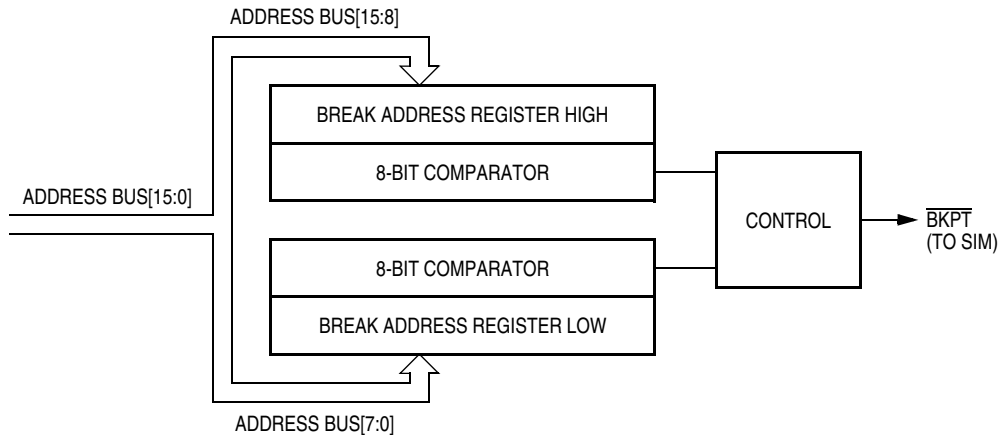 ADDRESS BUS[15:8]
BREAK ADDRESS REGISTER HIGH
8-BIT COMPARATOR
ADDRESS BUS[15:0]
CONTROL
BKPT
(TO SIM)
8-BIT COMPARATOR
BREAK ADDRESS REGISTER LOW
ADDRESS BUS[7:0]